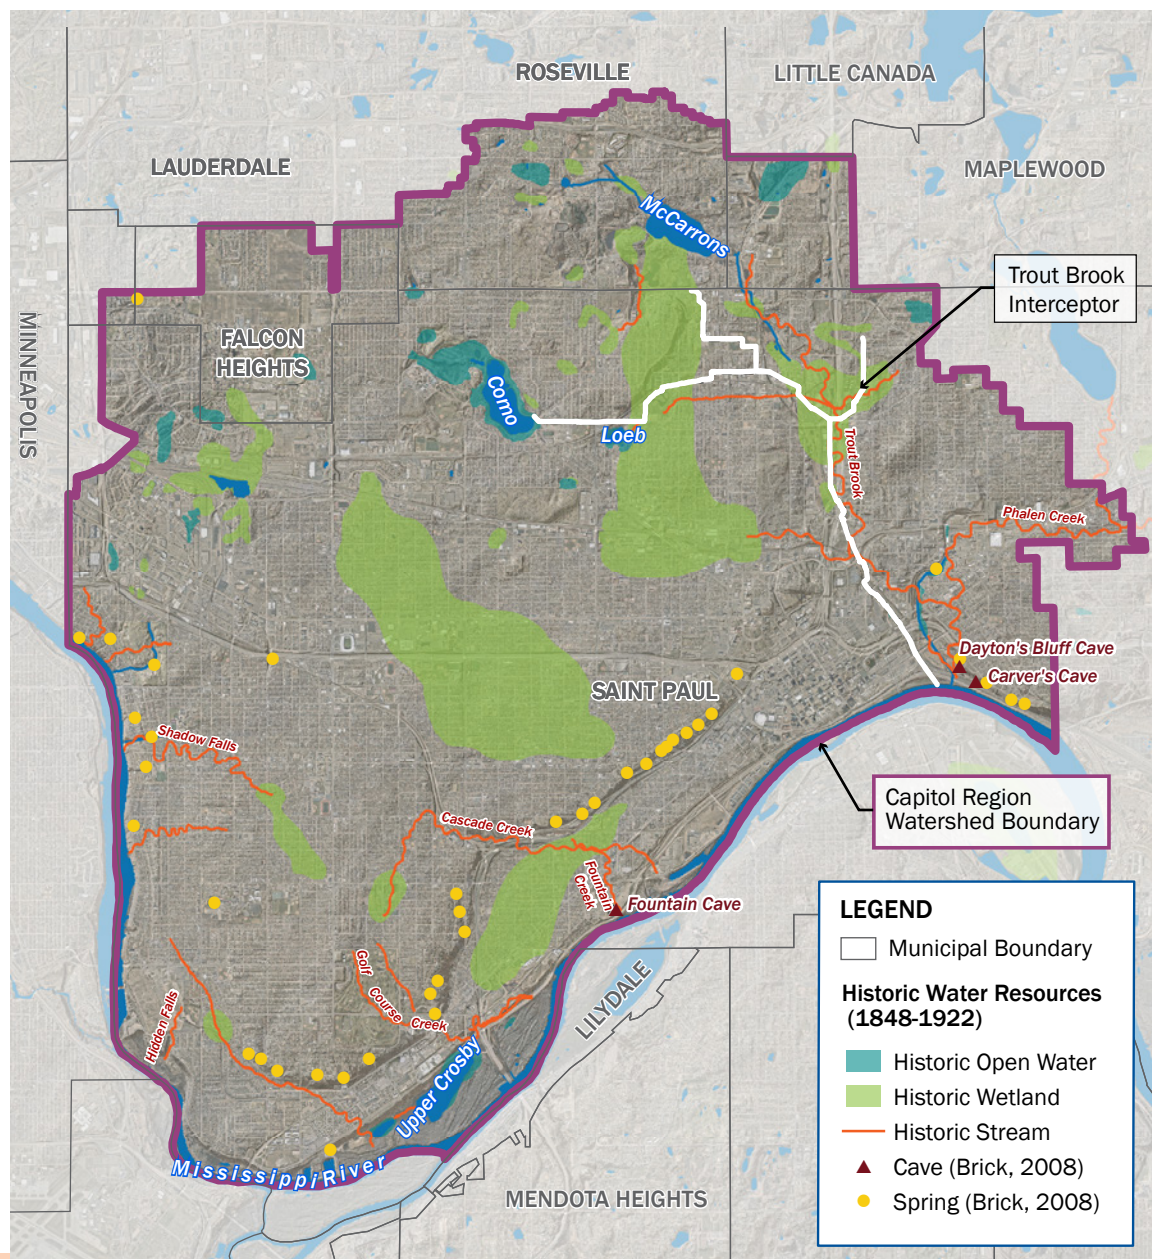 ROSEVILLE
LITTLE CANADA
LAUDERDALE
MAPLEWOOD
McCarrons
Trout Brook
Interceptor
MINNEAPOLIS
FALCON
HEIGHTS
Como
Loeb
Trout Brook
Phalen Creek
Dayton's Bluff Cave
Carver's Cave
SAINT PAUL
Shadow Falls
Capitol Region
Watershed Boundary
Cascade Creek
Fountain
Creek
Fountain Cave
Golf
Course
Creek
Hidden Falls
LILYDALE
Upper Crosby
Mississippi River
MENDOTA HEIGHTS
LEGEND
Municipal Boundary
Historic Water Resources
(1848-1922)
Historic Open Water
Historic Wetland
Historic Stream
Cave (Brick, 2008)
Spring (Brick, 2008)